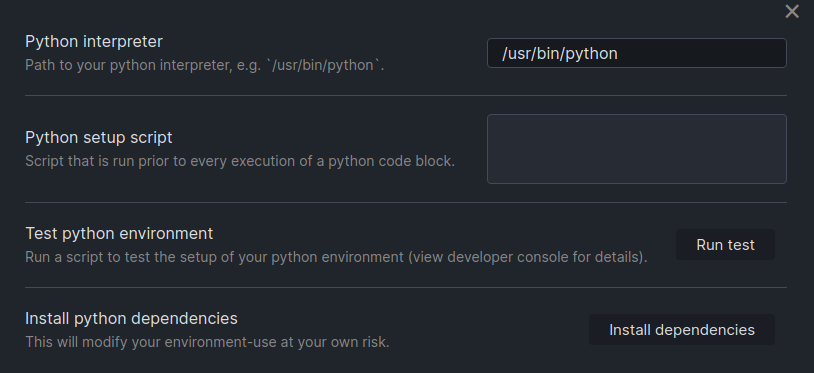 Python interpreter
Path to your python interpreter, e.g. `/usr/bin/python`.
/usr/bin/python
Python setup script
Script that is run prior to every execution of a python code block.
Test python environment
Run a script to test the setup of your python environment (view developer console for details).
Run test
Install python dependencies
This will modify your environment-use at your own risk.
Install dependencies